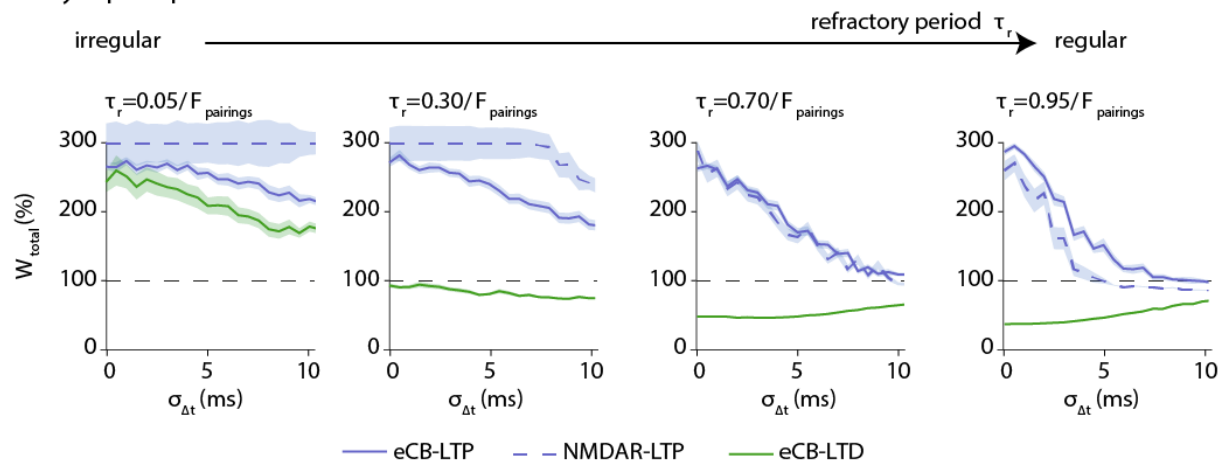 refractory period τr
irregular
regular
τr=0.05/Fpairings
τr=0.30/Fpairings
τr=0.70/Fpairings
τr=0.95/Fpairings
Wtotal(%)
300
200
100
0
0 5 10
σΔt (ms)
300
200
100
0
0 5 10
σΔt (ms)
300
200
100
0
0 5 10
σΔt (ms)
300
200
100
0
0 5 10
σΔt (ms)
eCB-LTP NMDAR-LTP eCB-LTD